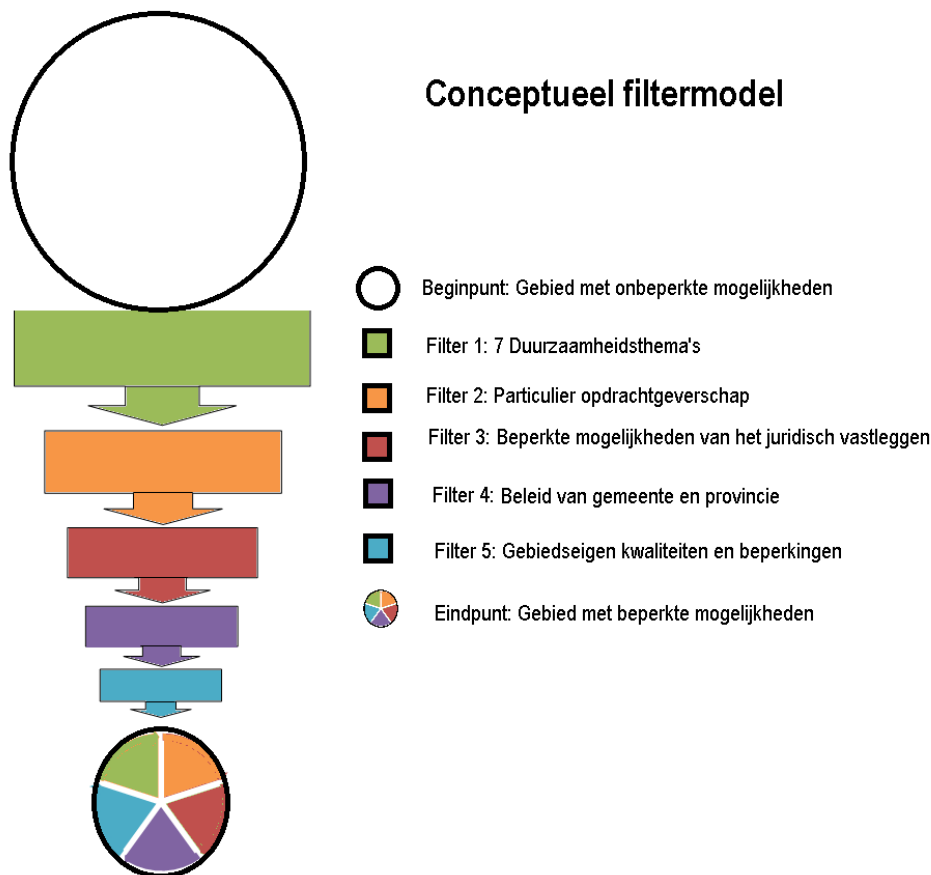 Conceptueel filtermodel
Beginpunt: Gebied met onbeperkte mogelijkheden
Filter 1: 7 Duurzaamheidsthema's
Filter 2: Particulier opdrachtgeverschap
Filter 3: Beperkte mogelijkheden van het juridisch vastleggen
Filter 4: Beleid van gemeente en provincie
Filter 5: Gebiedseigen kwaliteiten en beperkingen
Eindpunt: Gebied met beperkte mogelijkheden